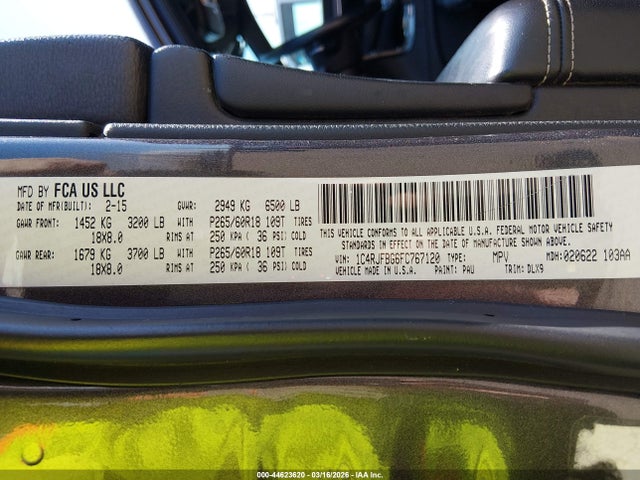 MFD BY FCA US LLC
DATE OF MFR(BUILT): 2-15 GVWR: 2949 KG 6500 LB
GAWR FRONT: 1452 KG 3200 LB WITH P265/60R18 109T TIRES
18X8.0 RIMS AT 250 KPA ( 36 PSI) COLD
GAWR REAR: 1679 KG 3700 LB WITH P265/60R18 109T TIRES
18X8.0 RIMS AT 250 KPA ( 36 PSI) COLD
THIS VEHICLE CONFORMS TO ALL APPLICABLE U.S.A. FEDERAL MOTOR VEHICLE SAFETY
STANDARDS IN EFFECT ON THE DATE OF MANUFACTURE SHOWN ABOVE.
VIN: 1C4RJFBG6FC767120 TYPE: MPV MDH:020622 103AA
VEHICLE MADE IN U.S.A. PAINT: PAU TRIM: DLX9
000-44623620 | 03/16/2026 - IAA Inc.